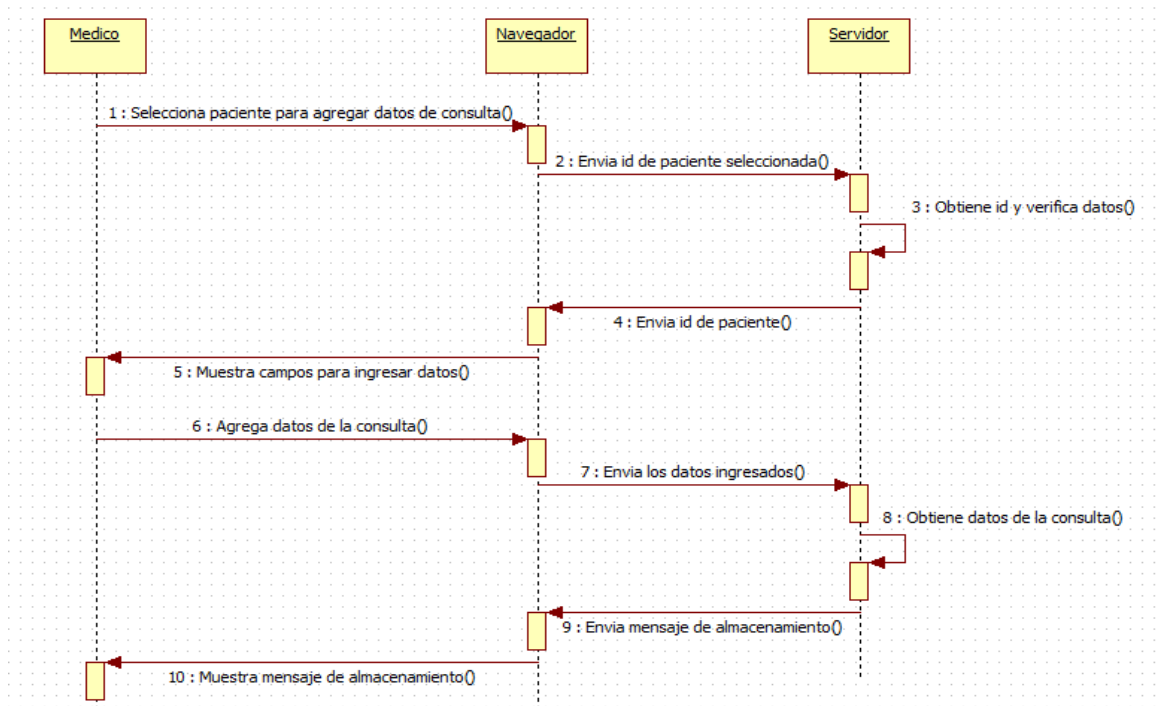 Medico
Navegador
Servidor
1 : Selecciona paciente para agregar datos de consulta()
2 : Envia id de paciente seleccionada()
3 : Obtiene id y verifica datos()
4 : Envia id de paciente()
5 : Muestra campos para ingresar datos()
6 : Agrega datos de la consulta()
7 : Envia los datos ingresados()
8 : Obtiene datos de la consulta()
9 : Envia mensaje de almacenamiento()
10 : Muestra mensaje de almacenamiento()